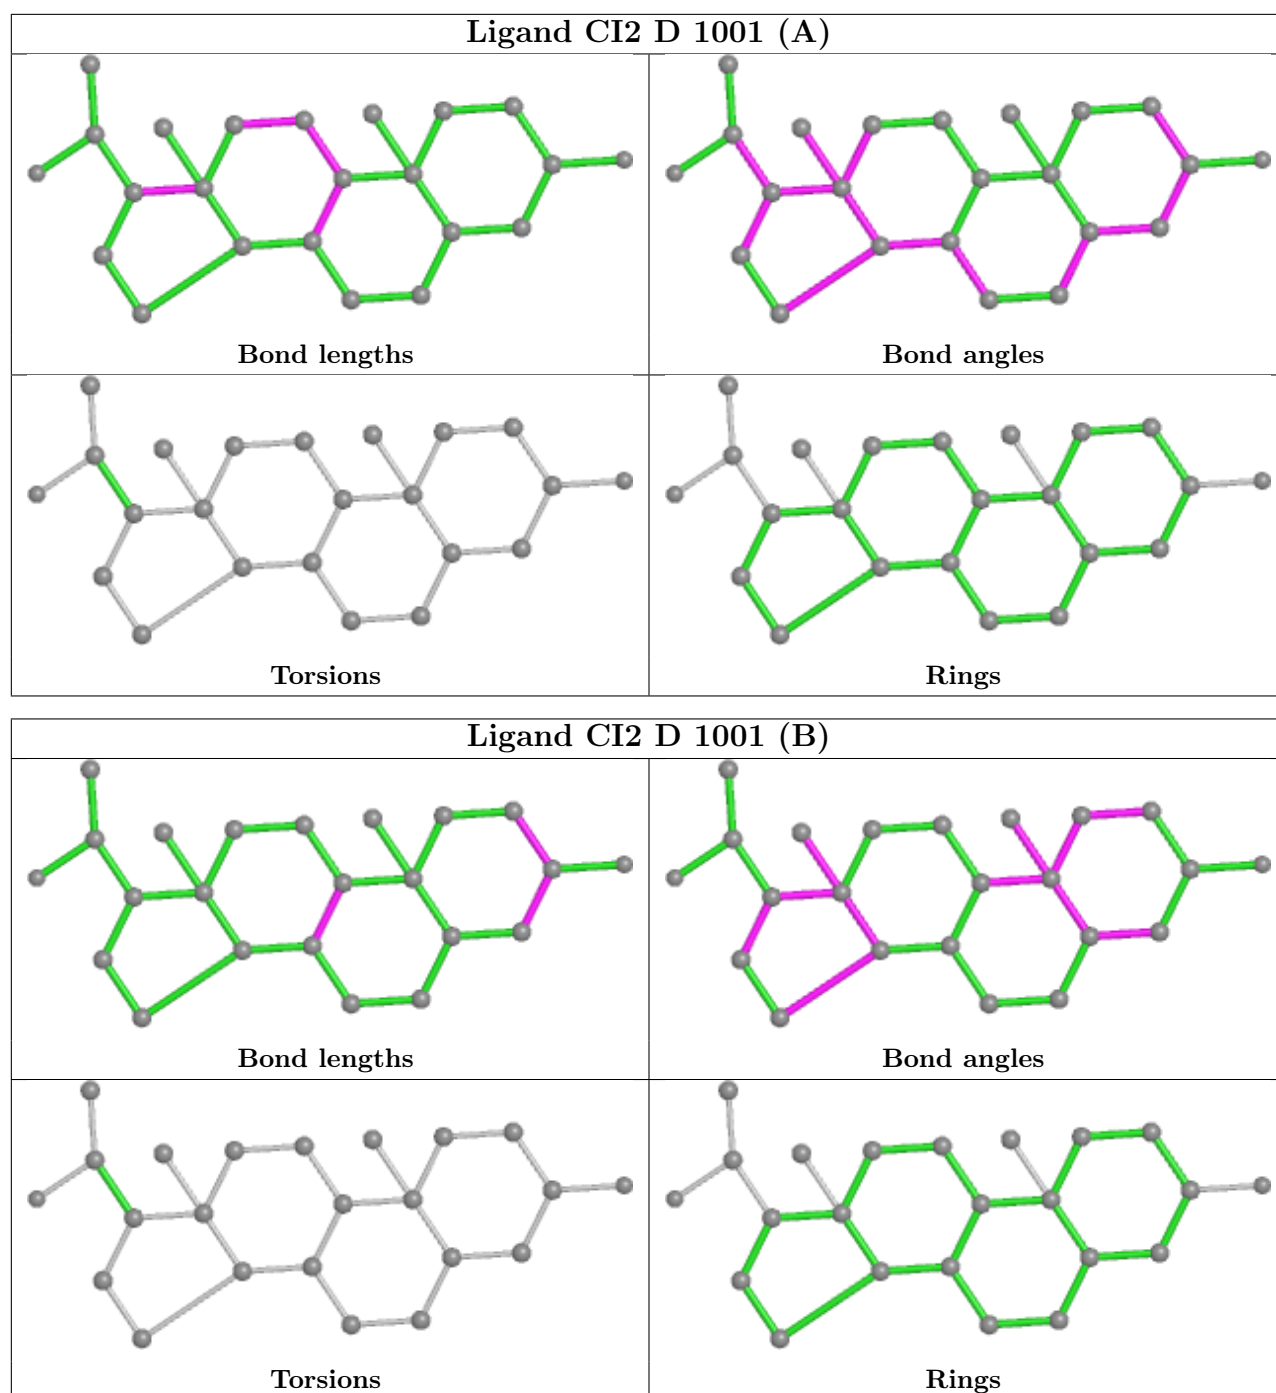 Ligand CI2 D 1001 (A)
Bond lengths
Bond angles
Torsions
Rings
Ligand CI2 D 1001 (B)
Bond lengths
Bond angles
Torsions
Rings